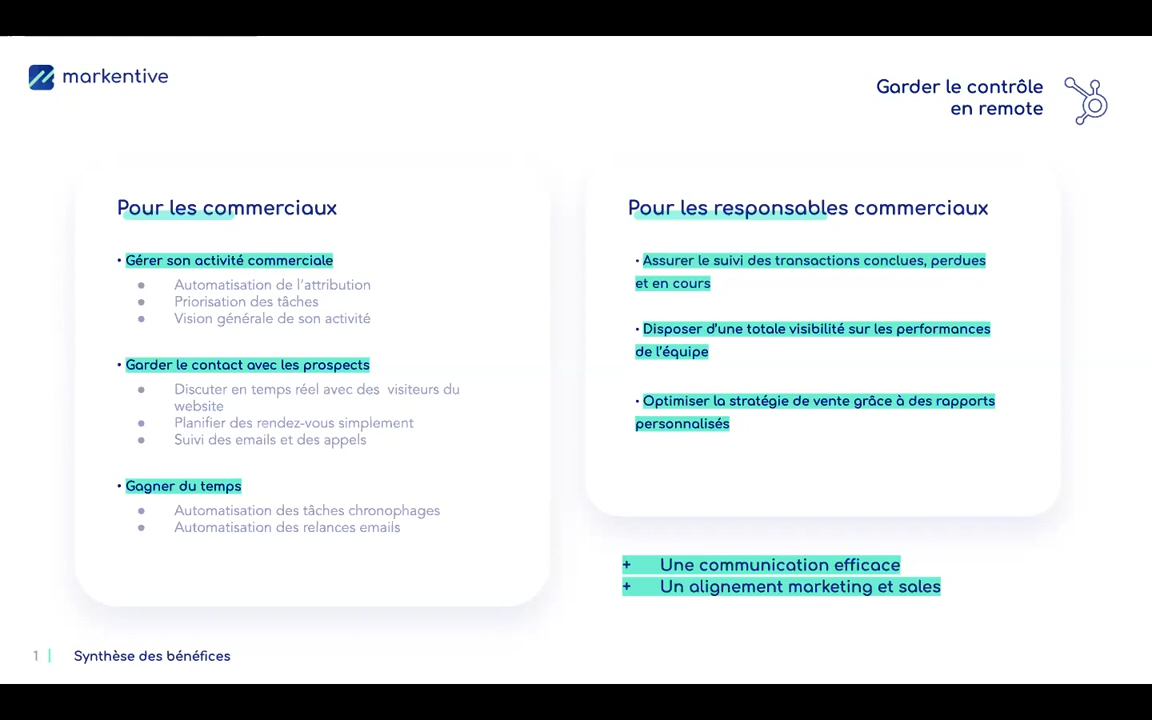 markentive
Garder le contrôle
en remote
Pour les commerciaux
• Gérer son activité commerciale
● Automatisation de l'attribution
● Priorisation des tâches
● Vision générale de son activité
• Garder le contact avec les prospects
● Discuter en temps réel avec des visiteurs du
website
● Planifier des rendez-vous simplement
● Suivi des emails et des appels
• Gagner du temps
● Automatisation des tâches chronophages
● Automatisation des relances emails
Pour les responsables commerciaux
• Assurer le suivi des transactions conclues, perdues
et en cours
• Disposer d'une totale visibilité sur les performances
de l'équipe
• Optimiser la stratégie de vente grâce à des rapports
personnalisés
+ Une communication efficace
+ Un alignement marketing et sales
1 | Synthèse des bénéfices